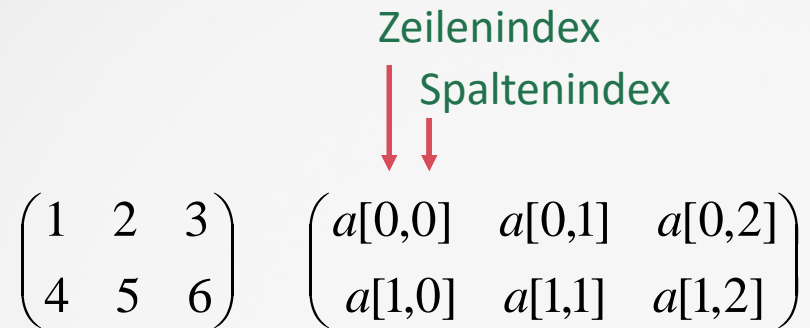 Zeilenindex
Spaltenindex
1 2 3 a[0,0] a[0,1] a[0,2]
4 5 6 a[1,0] a[1,1] a[1,2]